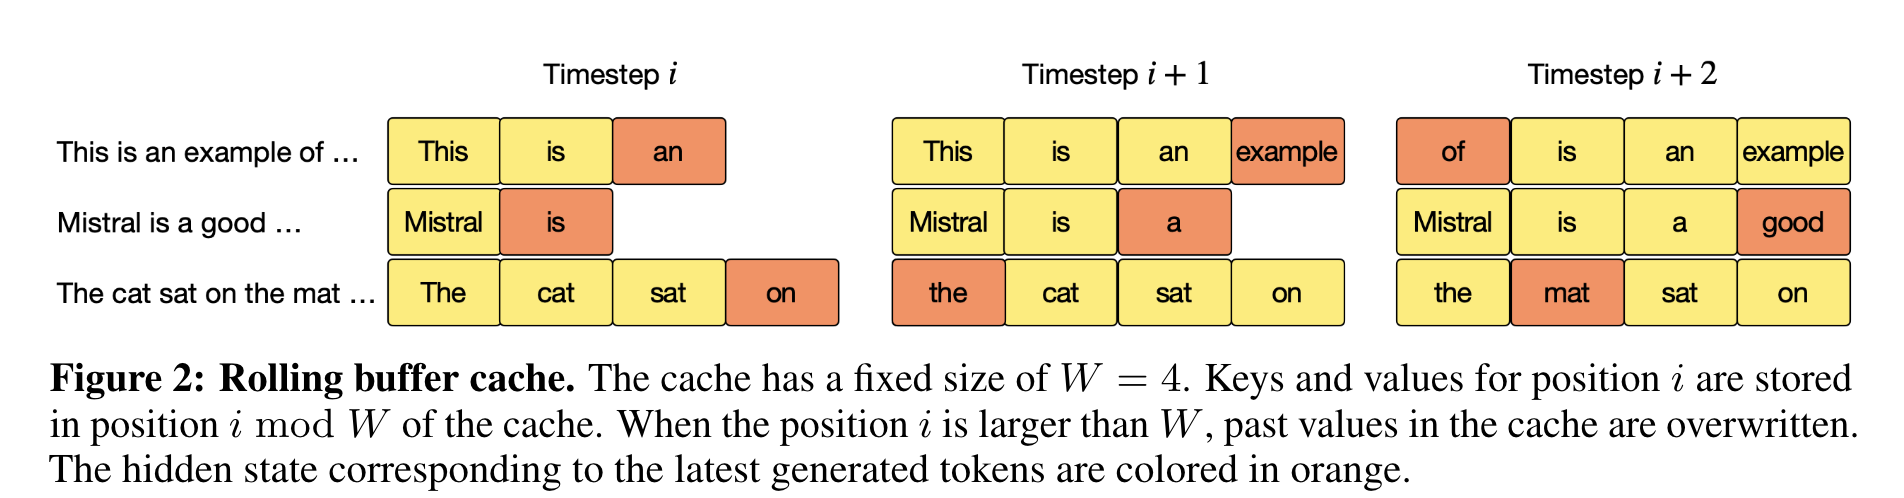 Timestep i Timestep i + 1 Timestep i + 2
This is an example of … This is an This is an example of is an example
Mistral is a good … Mistral is Mistral is a Mistral is a good
The cat sat on the mat … The cat sat on the cat sat on the mat sat on
Figure 2: Rolling buffer cache. The cache has a fixed size of W = 4. Keys and values for position i are stored
in position i mod W of the cache. When the position i is larger than W, past values in the cache are overwritten.
The hidden state corresponding to the latest generated tokens are colored in orange.